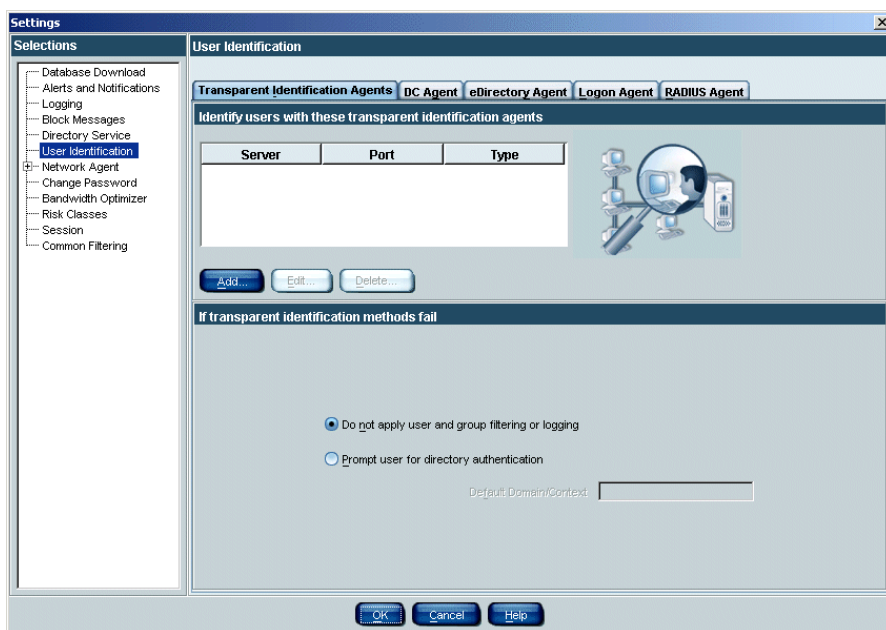 Settings
Selections
User Identification
Database Download
Alerts and Notifications
Logging
Block Messages
Directory Service
User Identification
Network Agent
Change Password
Bandwidth Optimizer
Risk Classes
Session
Common Filtering
Transparent Identification Agents DC Agent eDirectory Agent Logon Agent RADIUS Agent
Identify users with these transparent identification agents
Server Port Type
Add... Edit... Delete...
If transparent identification methods fail
Do not apply user and group filtering or logging
Prompt user for directory authentication
Default Domain/Context
OK Cancel Help